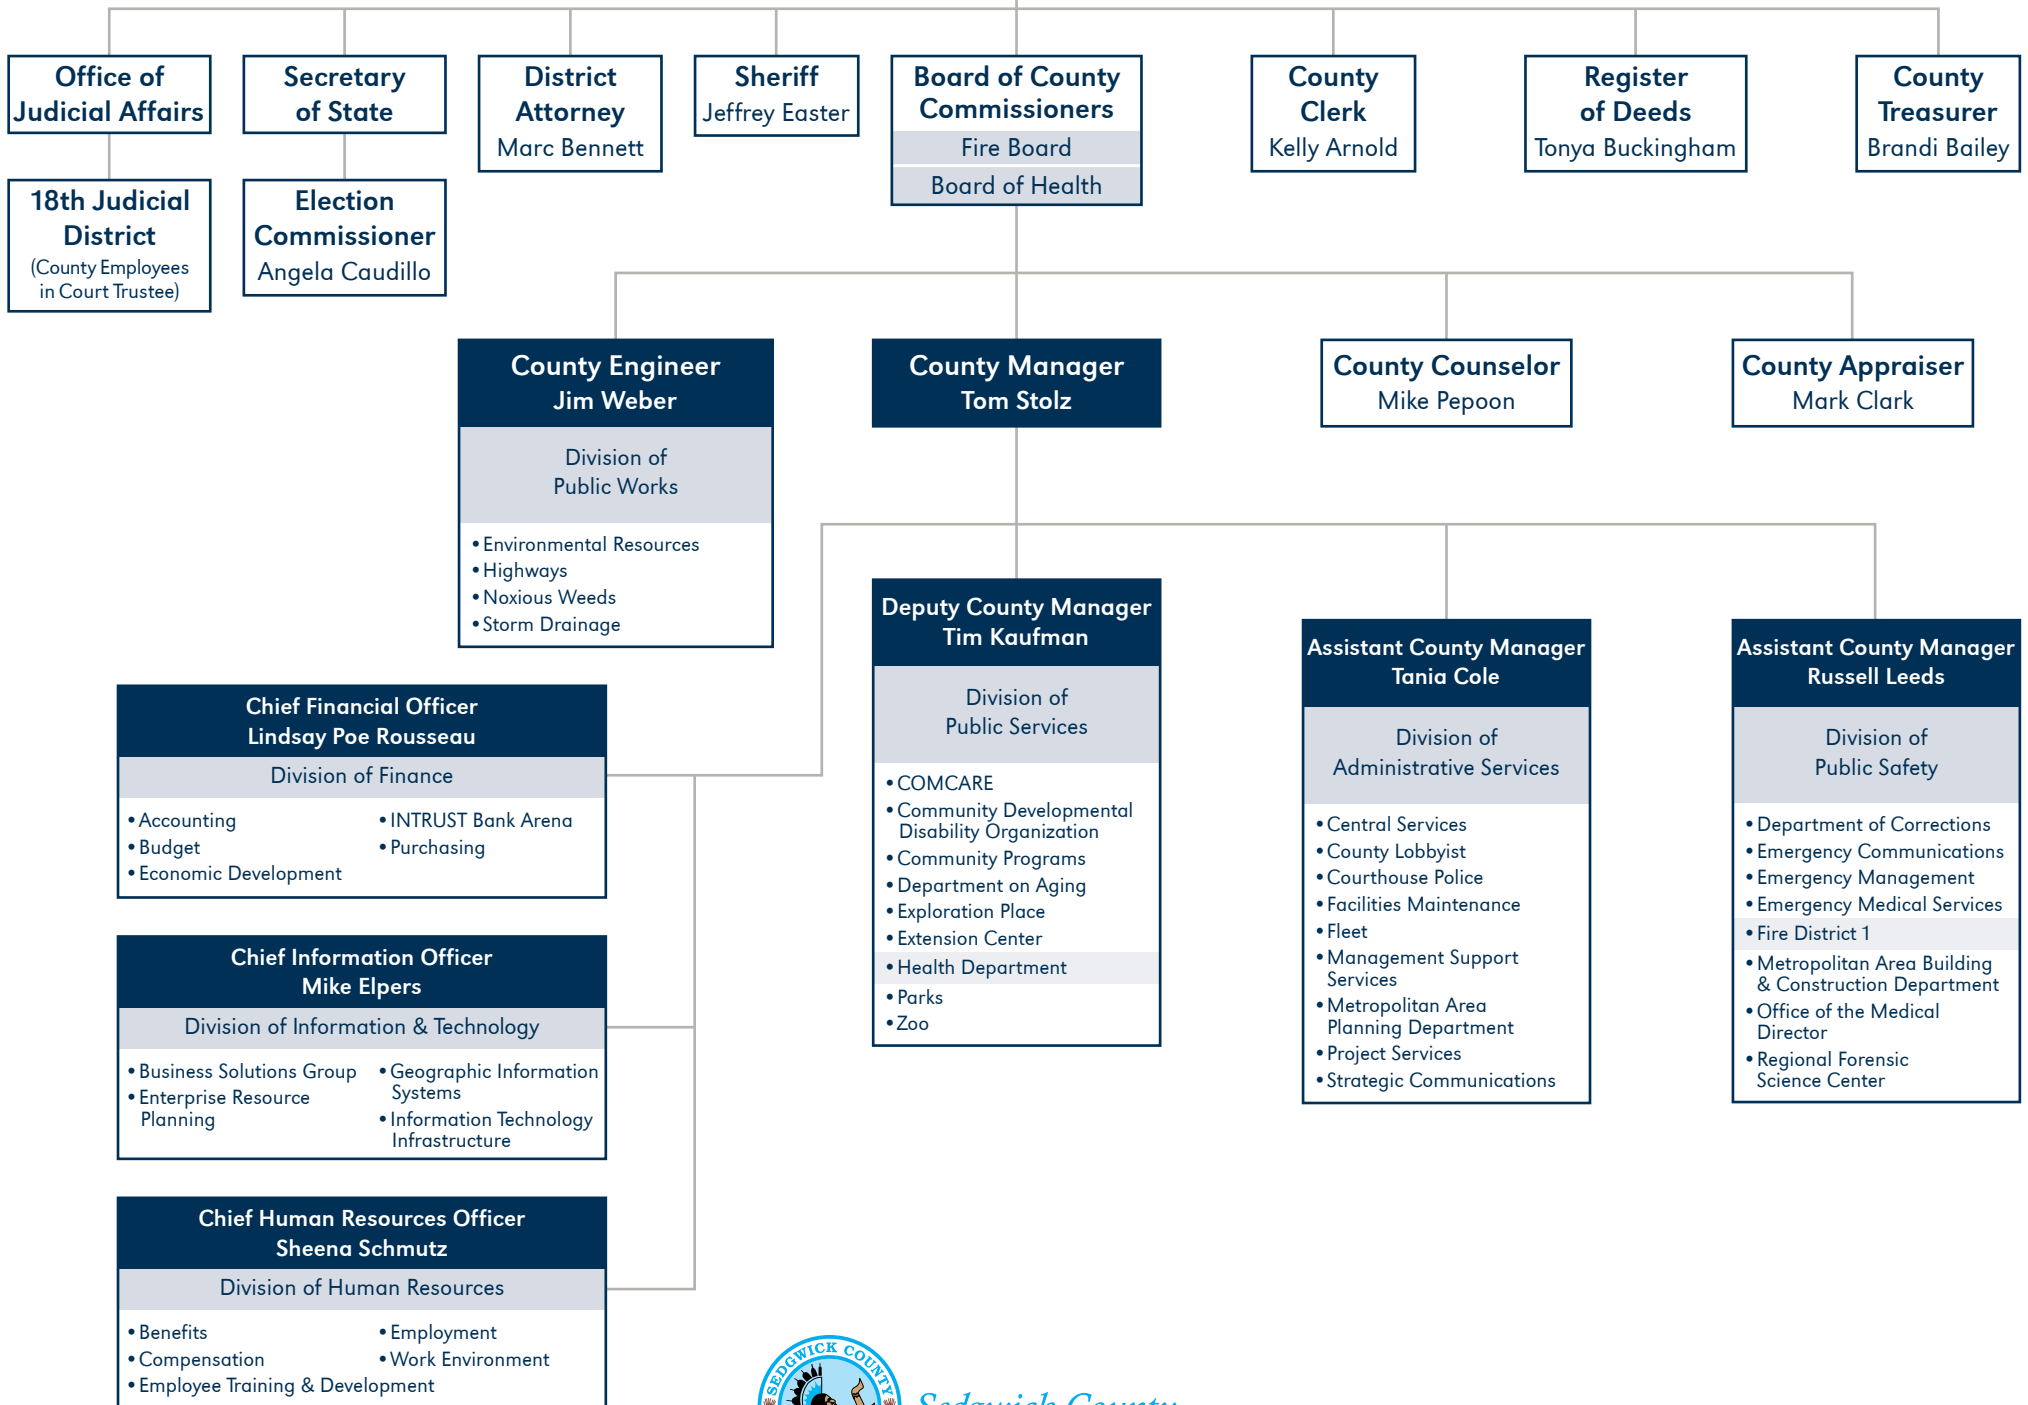 Office of
Judicial Affairs
Secretary
of State
District
Attorney
Marc Bennett
Sheriff
Jeffrey Easter
Board of County
Commissioners
Fire Board
Board of Health
County
Clerk
Kelly Arnold
Register
of Deeds
Tonya Buckingham
County
Treasurer
Brandi Bailey
18th Judicial
District
(County Employees
in Court Trustee)
Election
Commissioner
Angela Caudillo
County Engineer
Jim Weber
Division of
Public Works
•Environmental Resources
•Highways
•Noxious Weeds
•Storm Drainage
County Manager
Tom Stolz
County Counselor
Mike Pepoon
County Appraiser
Mark Clark
Chief Financial Officer
Lindsay Poe Rousseau
Division of Finance
•Accounting
•Budget
•Economic Development
•INTRUST Bank Arena
•Purchasing
Chief Information Officer
Mike Elpers
Division of Information & Technology
•Business Solutions Group
•Enterprise Resource
Planning
•Geographic Information
Systems
•Information Technology
Infrastructure
Chief Human Resources Officer
Sheena Schmutz
Division of Human Resources
•Benefits
•Compensation
•Employee Training & Development
•Employment
•Work Environment
Deputy County Manager
Tim Kaufman
Division of
Public Services
•COMCARE
•Community Developmental
Disability Organization
•Community Programs
•Department on Aging
•Exploration Place
•Extension Center
•Health Department
•Parks
•Zoo
Assistant County Manager
Tania Cole
Division of
Administrative Services
•Central Services
•County Lobbyist
•Courthouse Police
•Facilities Maintenance
•Fleet
•Management Support
Services
•Metropolitan Area
Planning Department
•Project Services
•Strategic Communications
Assistant County Manager
Russell Leeds
Division of
Public Safety
•Department of Corrections
•Emergency Communications
•Emergency Management
•Emergency Medical Services
•Fire District 1
•Metropolitan Area Building
& Construction Department
•Office of the Medical
Director
•Regional Forensic
Science Center
SEDGWICK COUNTY
Sedgwick County